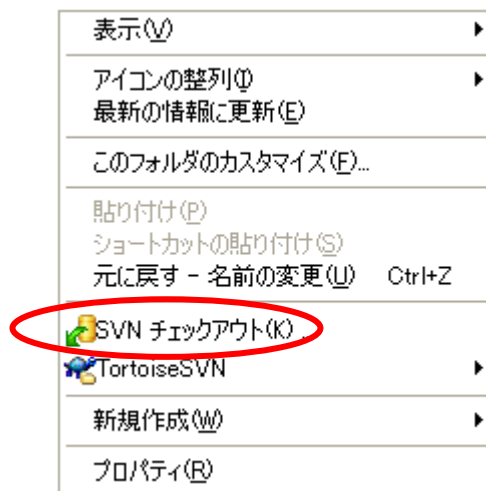 表示(V)
アイコンの整列(I)
最新の情報に更新(E)
このフォルダのカスタマイズ(F)...
貼り付け(P)
ショートカットの貼り付け(S)
元に戻す - 名前の変更(U) Ctrl+Z
SVN チェックアウト(K)..
TortoiseSVN
新規作成(W)
プロパティ(R)